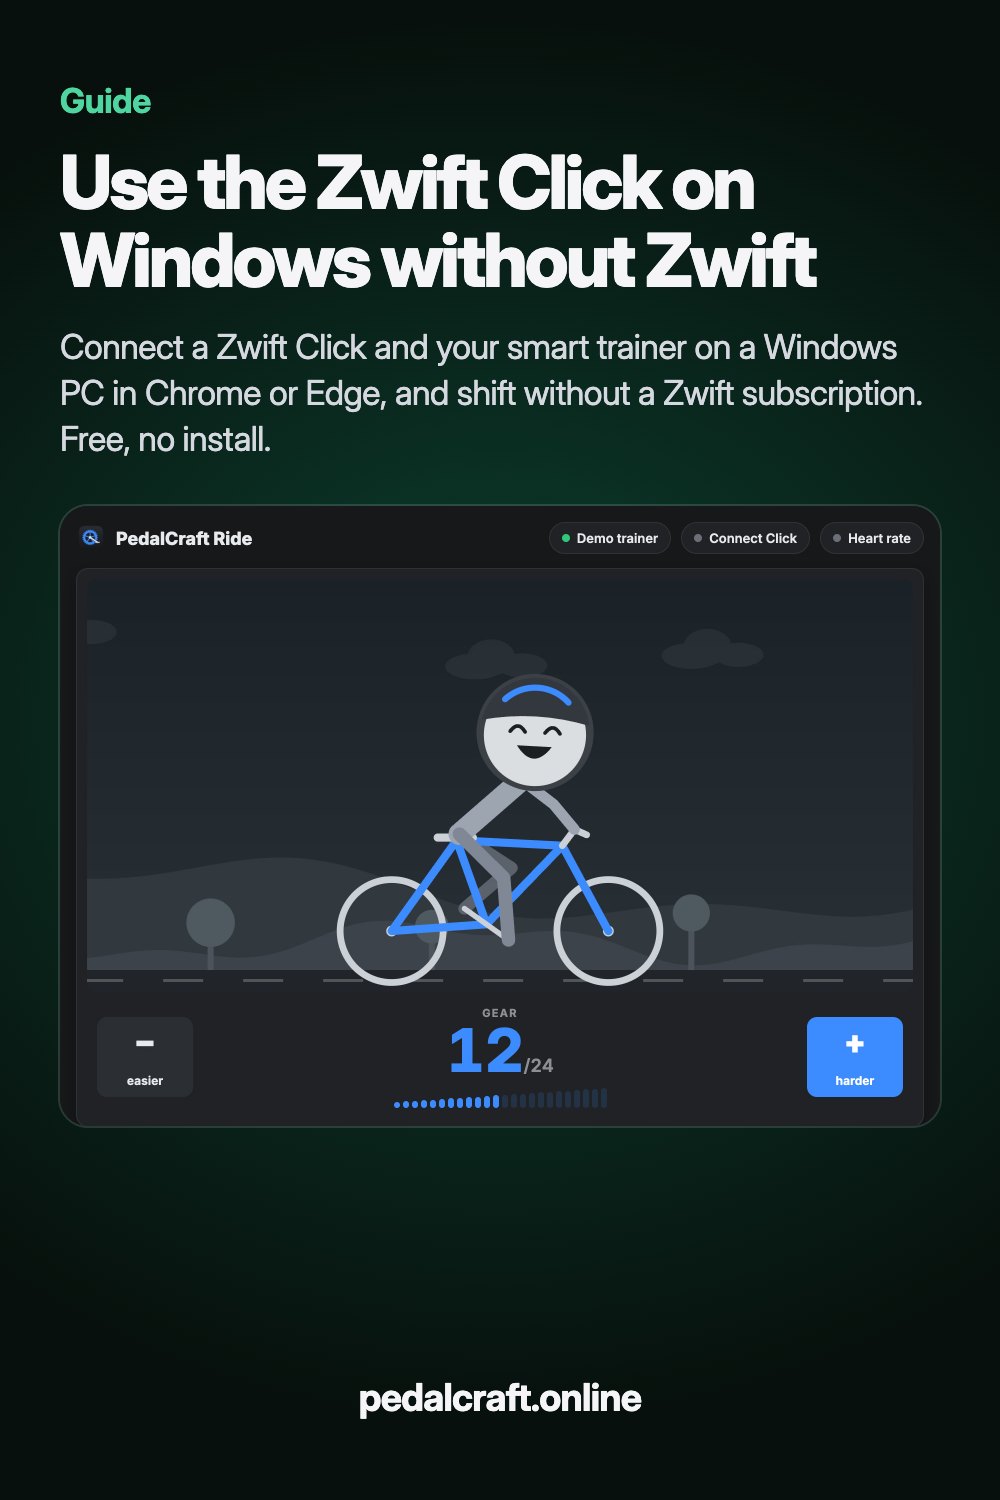 Guide
Use the Zwift Click on
Windows without Zwift
Connect a Zwift Click and your smart trainer on a Windows
PC in Chrome or Edge, and shift without a Zwift subscription.
Free, no install.
PedalCraft Ride
Demo trainer
Connect Click
Heart rate
GEAR
12/24
−
easier
+
harder
pedalcraft.online